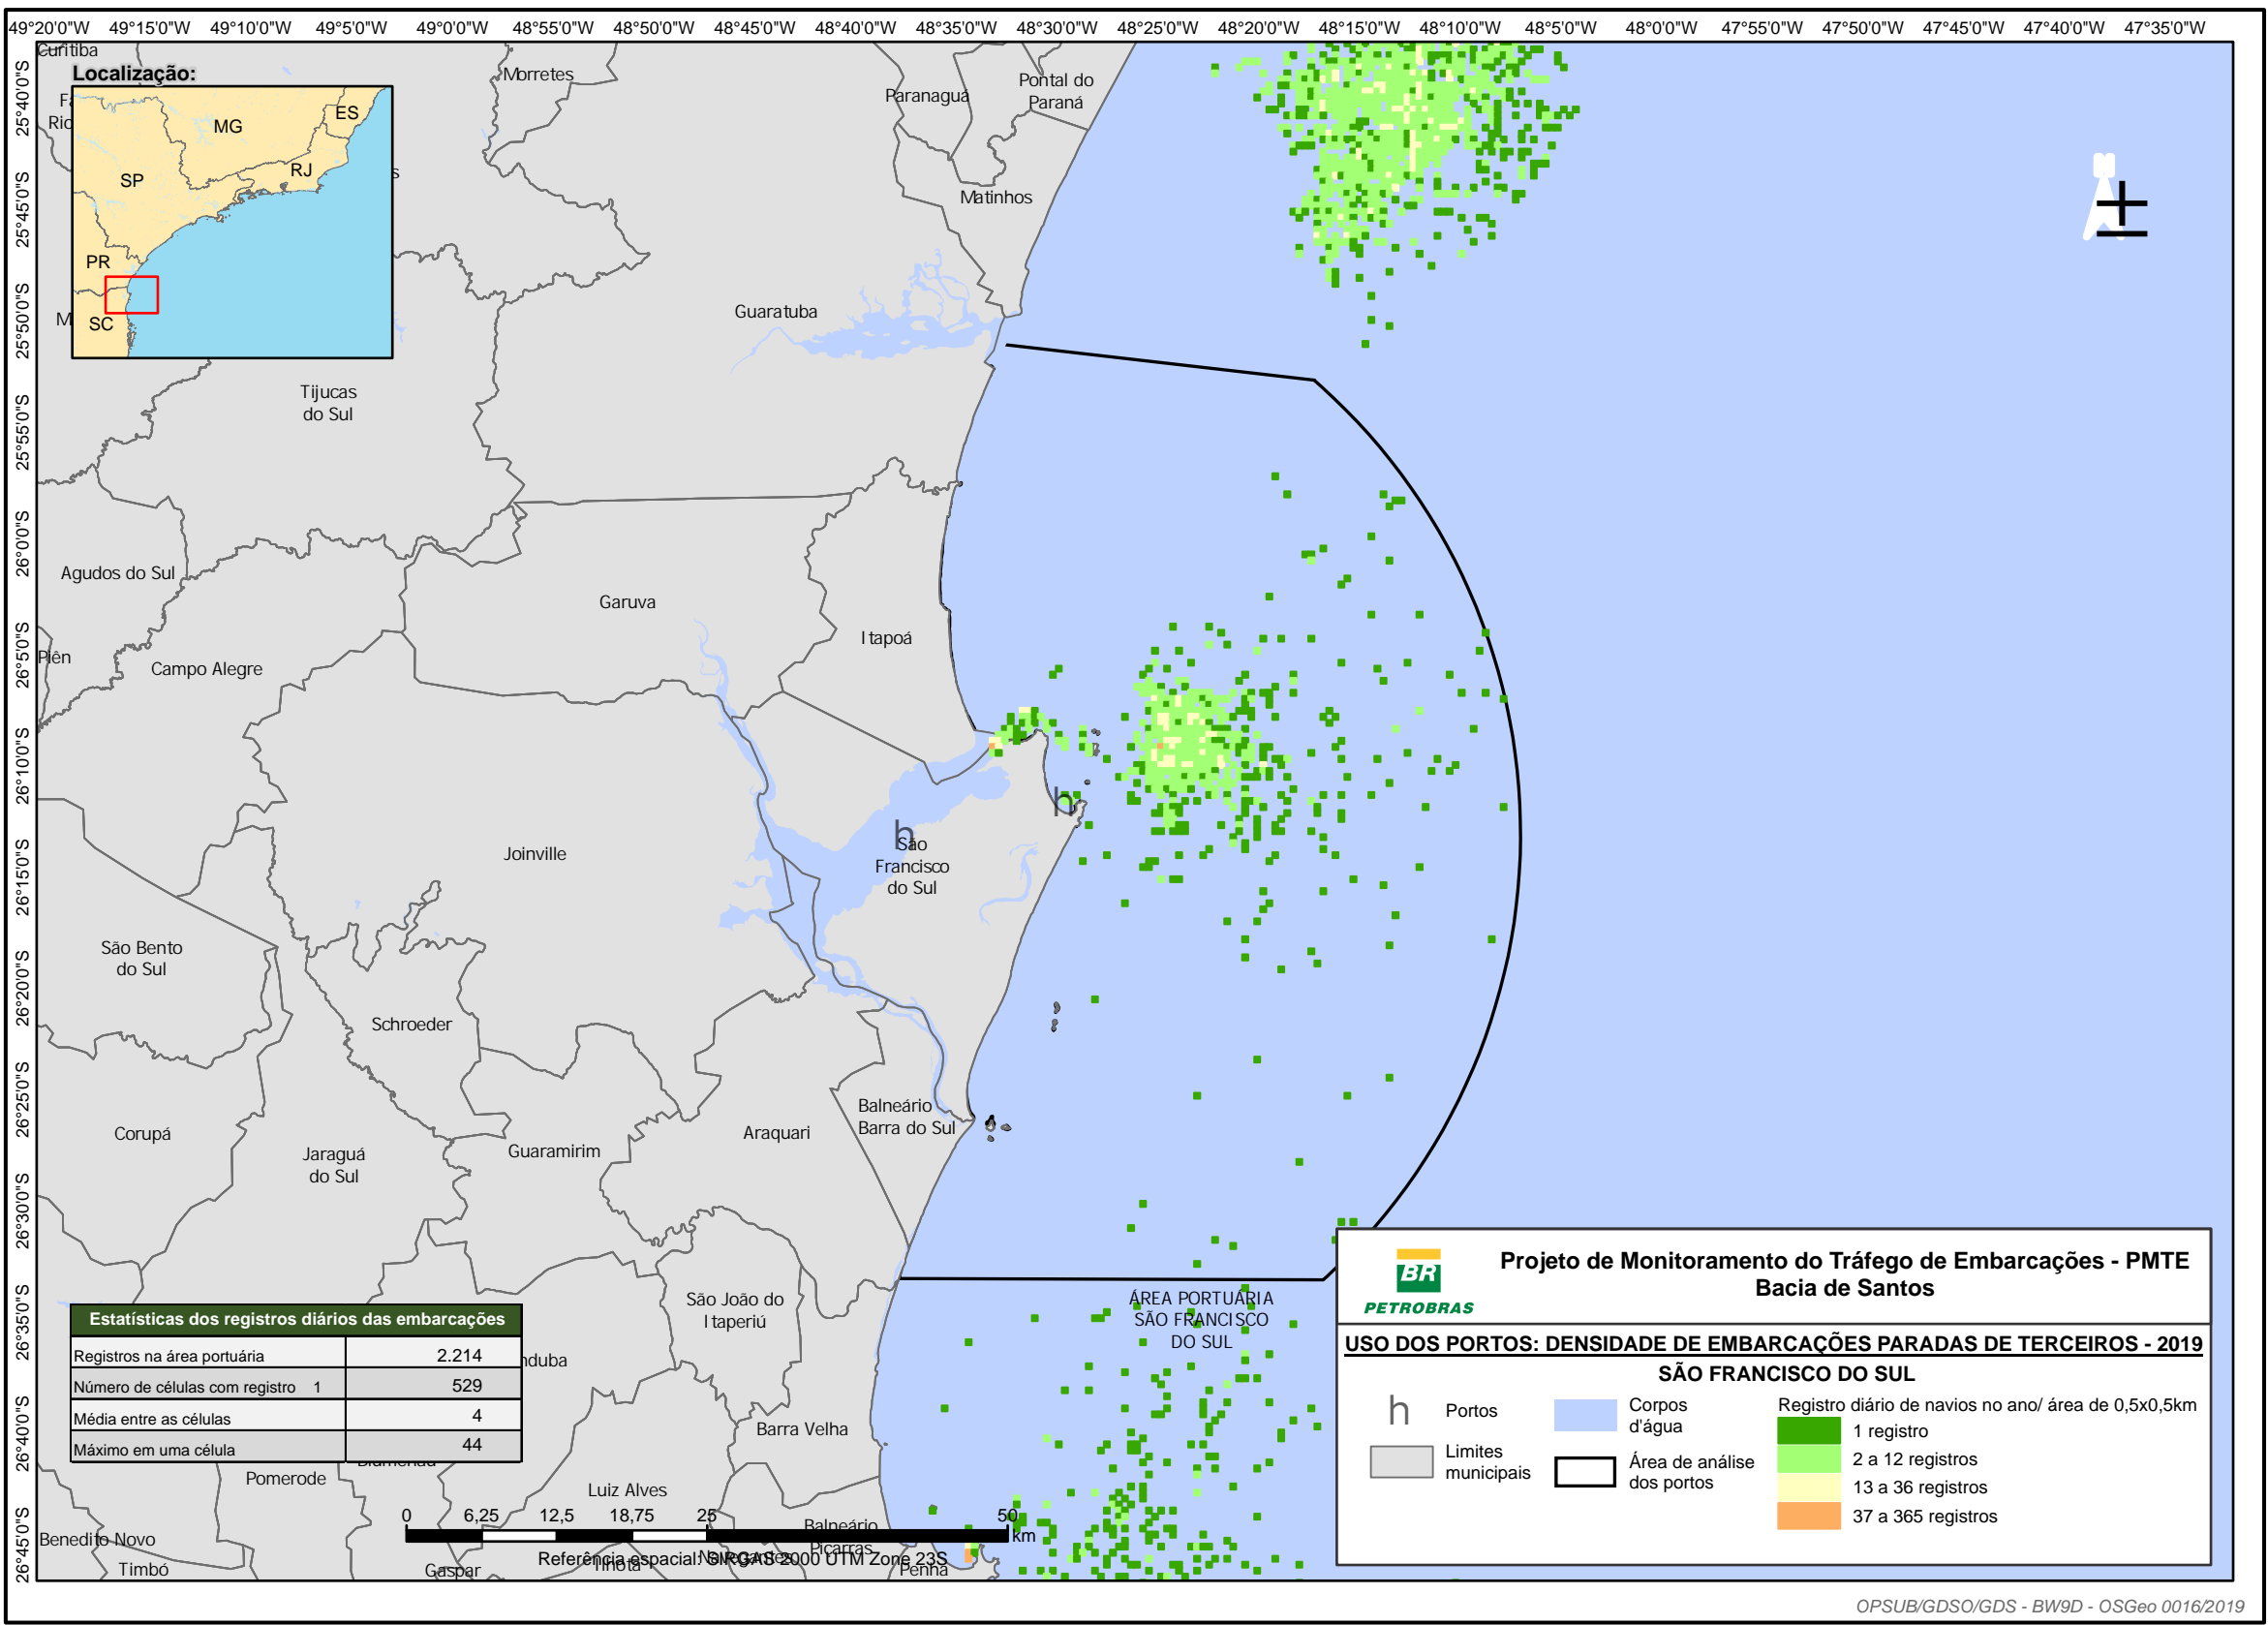 49°20'0"W 49°15'0"W 49°10'0"W 49°5'0"W 49°0'0"W 48°55'0"W 48°50'0"W 48°45'0"W 48°40'0"W 48°35'0"W 48°30'0"W 48°25'0"W 48°20'0"W 48°15'0"W 48°10'0"W 48°5'0"W 48°0'0"W 47°55'0"W 47°50'0"W 47°45'0"W 47°40'0"W 47°35'0"W
25°40'0"S
25°45'0"S
25°50'0"S
25°55'0"S
26°0'0"S
26°5'0"S
26°10'0"S
26°15'0"S
26°20'0"S
26°25'0"S
26°30'0"S
26°35'0"S
26°40'0"S
26°45'0"S
Curitiba
Localização:
MG
ES
SP
RJ
PR
SC
Morretes
Paranaguá
Pontal do
Paraná
Matinhos
Guaratuba
Tijucas
do Sul
Agudos do Sul
Garuva
Itapoá
Piên
Campo Alegre
h
h
Joinville
São
Francisco
do Sul
São Bento
do Sul
Schroeder
Corupá
Jaraguá
do Sul
Guaramirim
Araquari
Balneário
Barra do Sul
São João do
Itaperiú
ÁREA PORTUÁRIA
SÃO FRANCISCO
DO SUL
Estatísticas dos registros diários das embarcações
Registros na área portuária 2.214
Número de células com registro 1 529
Média entre as células 4
Máximo em uma célula 44
nduba
Barra Velha
Pomerode
Luiz Alves
Balneário
Piçarras
Benedito Novo
Timbó
Gaspar
Penha
0 6,25 12,5 18,75 25 50
km
Referência espacial: SIRGAS 2000 UTM Zone 23S
BR
PETROBRAS
Projeto de Monitoramento do Tráfego de Embarcações - PMTE
Bacia de Santos
USO DOS PORTOS: DENSIDADE DE EMBARCAÇÕES PARADAS DE TERCEIROS - 2019
SÃO FRANCISCO DO SUL
h Portos
Limites
municipais
Corpos
d'água
Área de análise
dos portos
Registro diário de navios no ano/ área de 0,5x0,5km
1 registro
2 a 12 registros
13 a 36 registros
37 a 365 registros
OPSUB/GDSO/GDS - BW9D - OSGeo 0016/2019